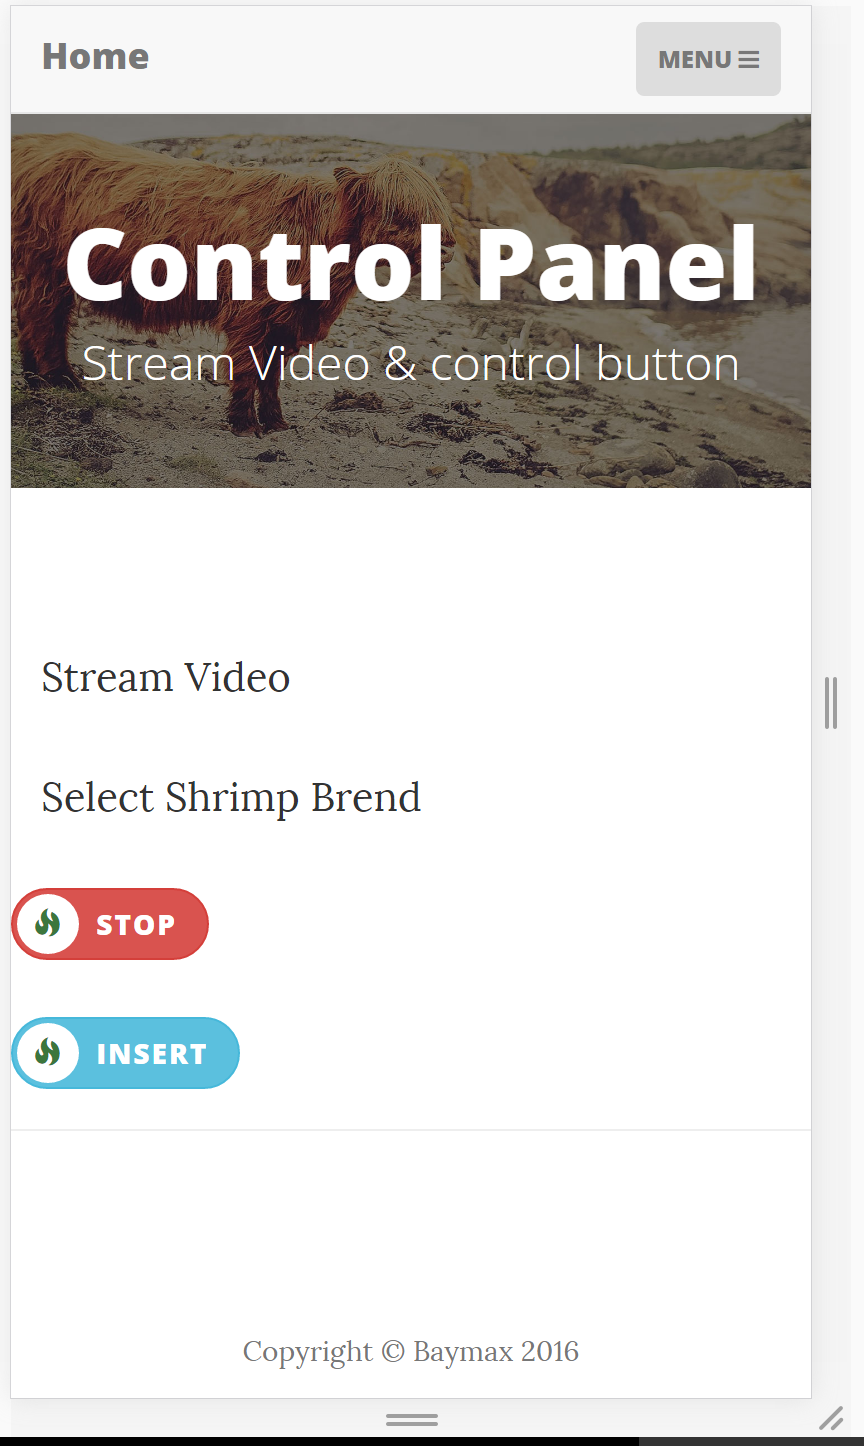 Home
MENU
Control Panel
Stream Video & control button
Stream Video
Select Shrimp Brend
STOP
INSERT
Copyright © Baymax 2016